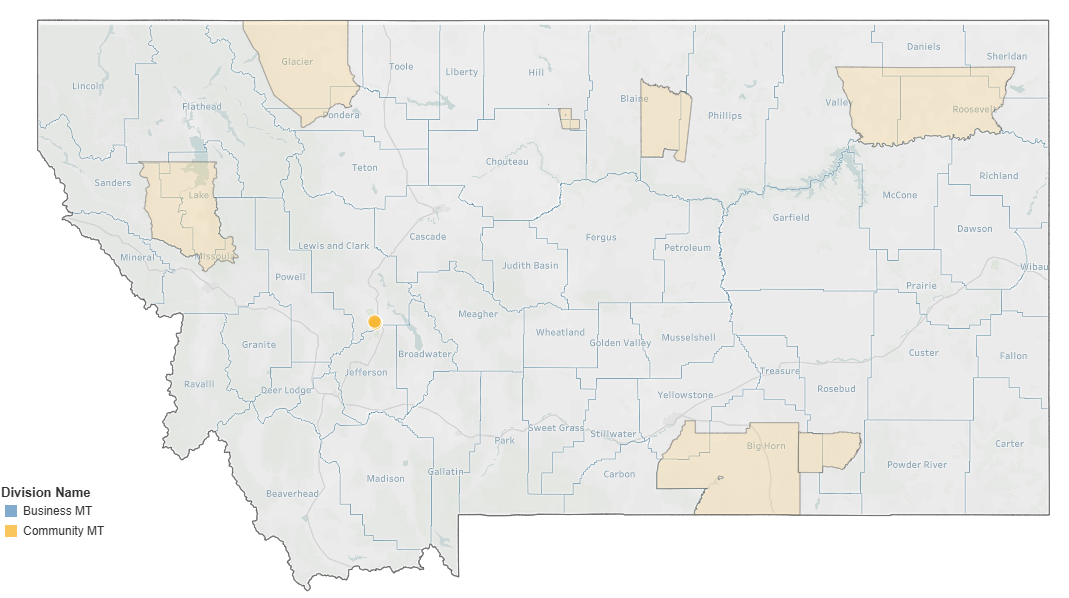 Daniels
Sheridan
Glacier
Toole
Liberty
Hill
Lincoln
Blaine
Valley
Roosevelt
Flathead
Pondera
Phillips
Chouteau
Teton
Richland
Sanders
Lake
McCone
Garfield
Dawson
Cascade
Fergus
Lewis and Clark
Petroleum
Mineral
Missoula
Judith Basin
Wibau
Powell
Prairie
Meagher
Wheatland
Musselshell
Granite
Golden Valley
Broadwater
Custer
Fallon
Jefferson
Treasure
Ravalli
Deer Lodge
Rosebud
Yellowstone
Sweet Grass
Stillwater
Park
Big Horn
Carter
Powder River
Gallatin
Carbon
Madison
Beaverhead
Division Name
Business MT
Community MT